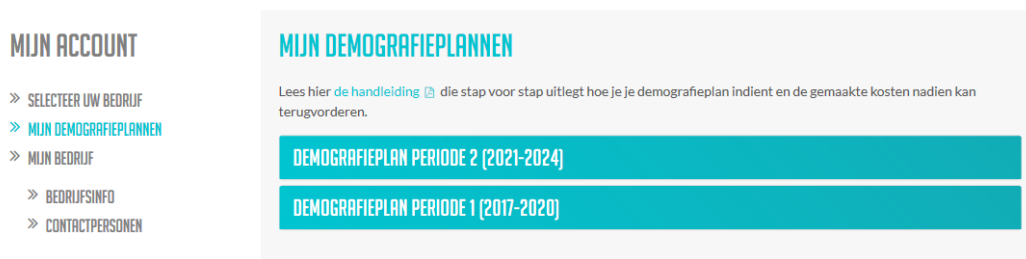 MIJN ACCOUNT
» SELECTEER UW BEDRIJF
» MIJN DEMOGRAFIEPLANNEN
» MIJN BEDRIJF
» BEDRIJFSINFO
» CONTACTPERSONEN
MIJN DEMOGRAFIEPLANNEN
Lees hier de handleiding die stap voor stap uitlegt hoe je je demografieplan indient en de gemaakte kosten nadien kan
terugvorderen.
DEMOGRAFIEPLAN PERIODE 2 (2021-2024)
DEMOGRAFIEPLAN PERIODE 1 (2017-2020)